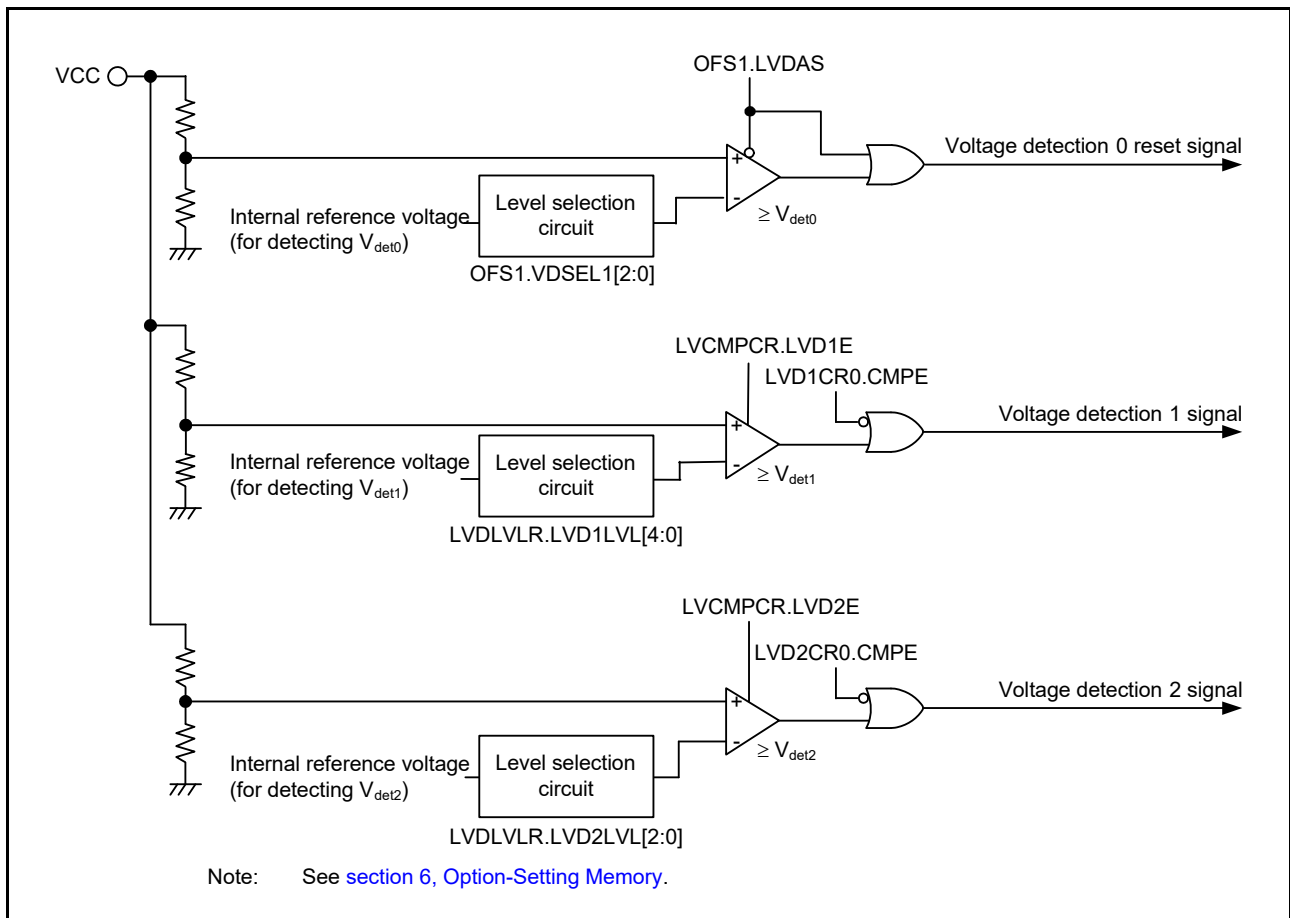 OFS1.LVDAS
VCC
Voltage detection 0 reset signal
+
-
Internal reference voltage
(for detecting Vdet0)
Level selection
circuit
≥ Vdet0
OFS1.VDSEL1[2:0]
LVCMPCR.LVD1E
LVD1CR0.CMPE
Voltage detection 1 signal
+
-
Internal reference voltage
(for detecting Vdet1)
Level selection
circuit
≥ Vdet1
LVDLVLR.LVD1LVL[4:0]
LVCMPCR.LVD2E
LVD2CR0.CMPE
Voltage detection 2 signal
+
-
Internal reference voltage
(for detecting Vdet2)
Level selection
circuit
≥ Vdet2
LVDLVLR.LVD2LVL[2:0]
Note: See section 6, Option-Setting Memory.